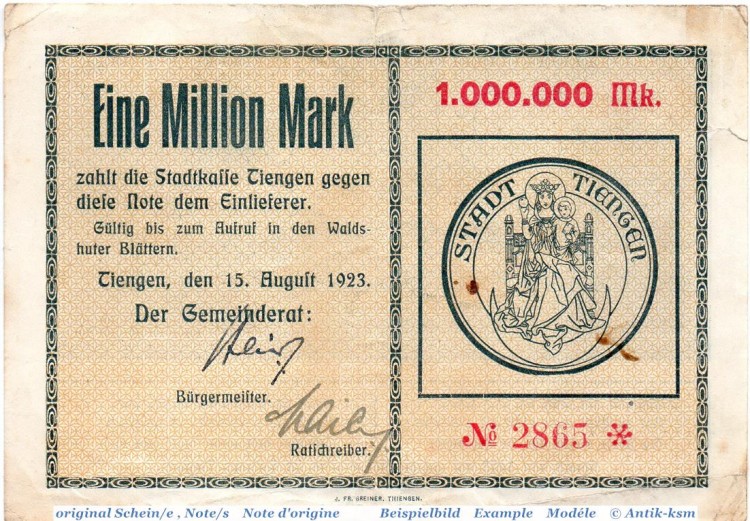 Eine Million Mark
zahlt die Stadtkasse Tiengen gegen
diese Note dem Einlieferer.
Gültig bis zum Aufruf in den Walds-
huter Blättern.
Tiengen, den 15. August 1923.
Der Gemeinderat:
Bürgermeister.
Ratschreiber.
1.000.000 Mk.
STADT TIENGEN
№ 2865 *
J. FR. GREINER, THIENGEN.
original Schein/e , Note/s Note d'origine Beispielbild Example Modéle © Antik-ksm